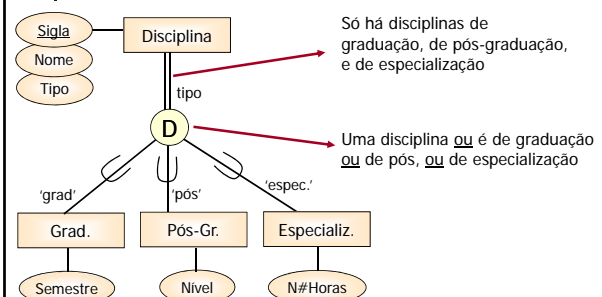 Sigla
Disciplina
Nome
Tipo
Só há disciplinas de
graduação, de pós-graduação,
e de especialização
tipo
D
Uma disciplina ou é de graduação
ou de pós, ou de especialização
'grad'
'pós'
'espec.'
Grad.
Pós-Gr.
Especializ.
Semestre
Nível
N#Horas